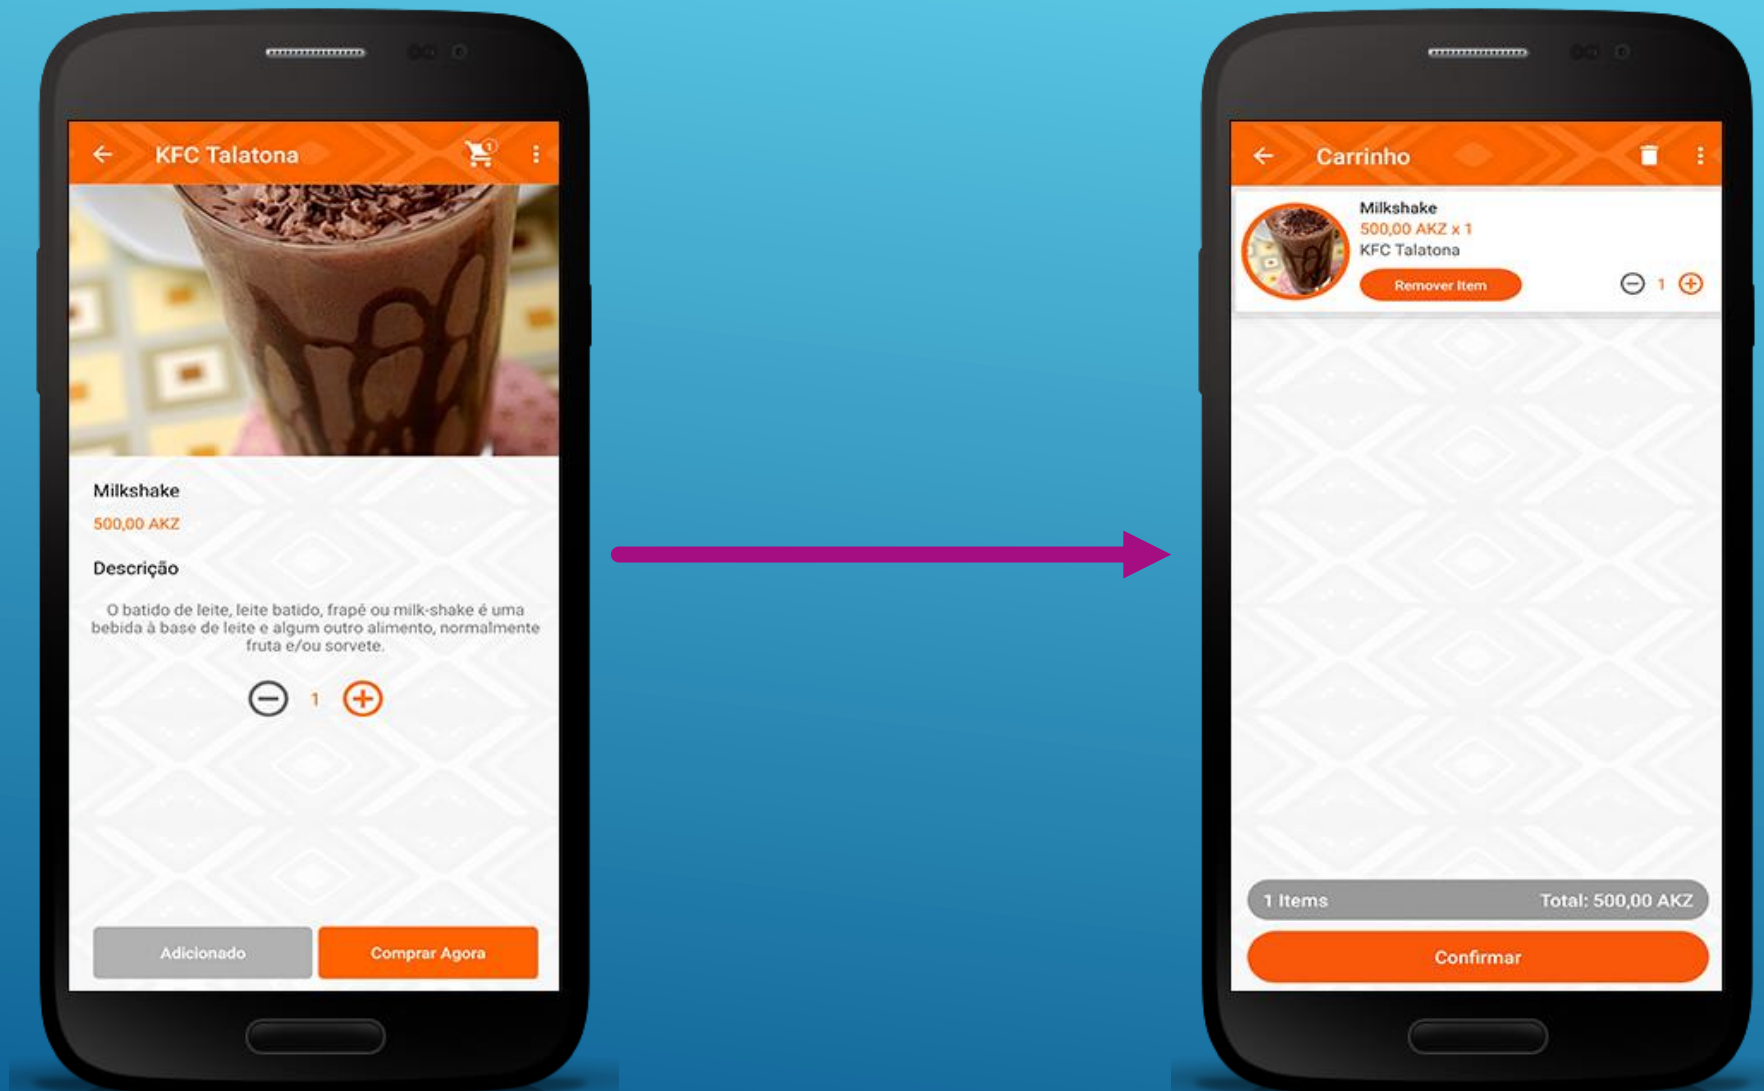 KFC Talatona
1
Milkshake
500,00 AKZ
Descrição
O batido de leite, leite batido, frapé ou milk-shake é uma
bebida à base de leite e algum outro alimento, normalmente
fruta e/ou sorvete.
1
Adicionado
Comprar Agora
Carrinho
Milkshake
500,00 AKZ x 1
KFC Talatona
Remover Item
1
1 Items
Total: 500,00 AKZ
Confirmar